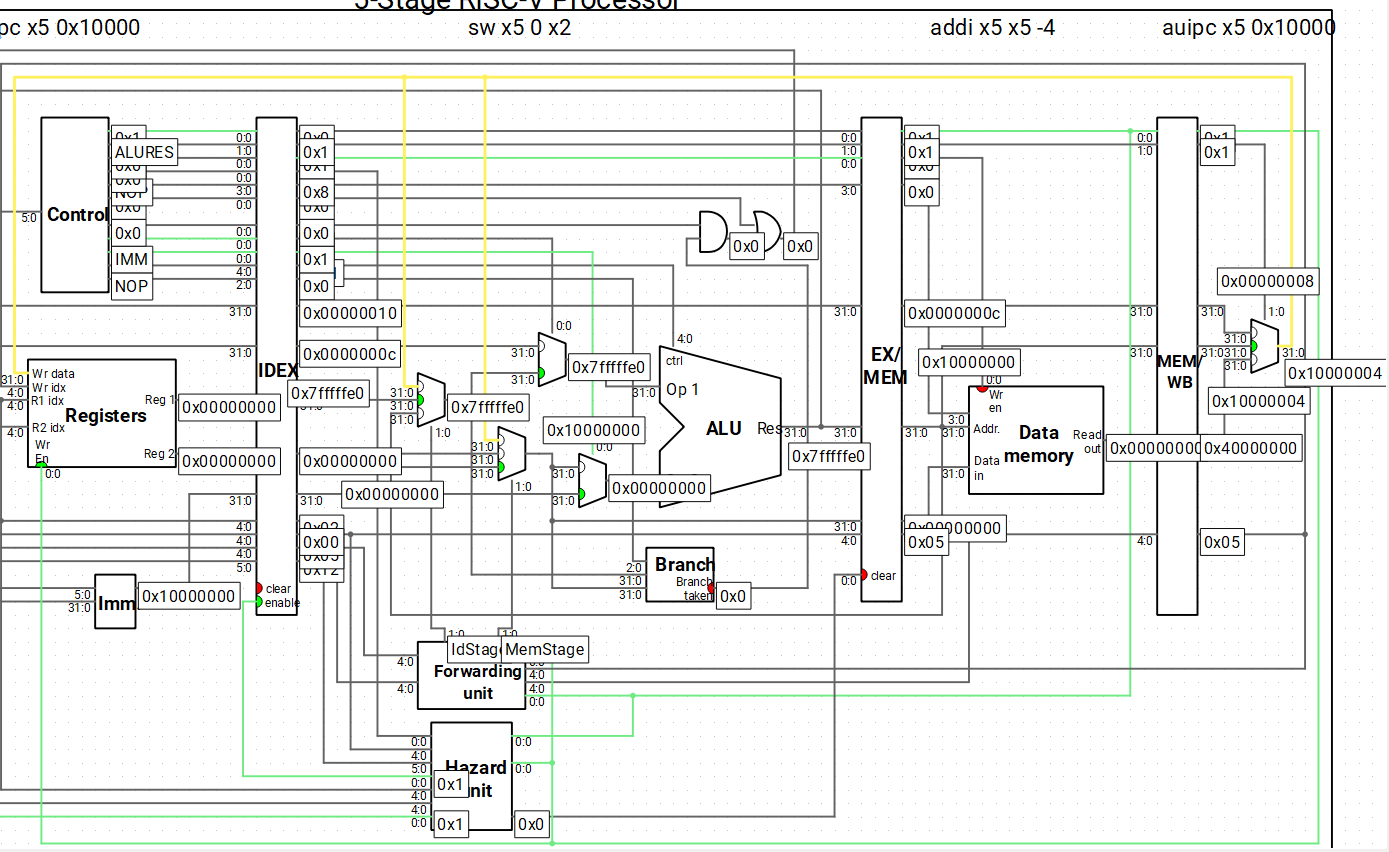 5-Stage RISC-V Processor
pc x5 0x10000
sw x5 0 x2
addi x5 x5 -4
auipc x5 0x10000
Control
5:0
0x1
ALURES
0x0
0x0
NOP
0x0
0x0
IMM
NOP
0:0
1:0
0:0
0:0
3:0
0:0
0:0
0:0
0:0
4:0
2:0
31:0
31:0
IDEX
0x0
0x1
0x1
0x8
0x0
0x0
0x1
0x0
0x00000010
0x0000000c
0x7ffffe0
31:0
Wr data
Wr idx
R1 idx
R2 idx
Wr
En
Registers
Reg 1
Reg 2
31:0
4:0
4:0
4:0
0:0
0x00000000
0x00000000
0x00000000
0x00000000
31:0
31:0
4:0
4:0
4:0
5:0
0x02
0x00
0x05
0x12
clear
enable
5:0
31:0
Imm.
0x10000000
31:0
31:0
31:0
1:0
0x7ffffe0
31:0
31:0
31:0
1:0
0:0
31:0
31:0
0x7ffffe0
0x10000000
0:0
31:0
31:0
0x00000000
4:0
ctrl
Op 1
31:0
ALU
Res
31:0
0x7ffffe0
0x0
0x0
2:0
31:0
31:0
Branch
Branch
taken
0x0
0:0
1:0
0:0
3:0
31:0
31:0
31:0
4:0
0:0
clear
EX/
MEM
0x1
0x1
0x0
0x0
0x0000000c
0x10000000
31:0
0x00000000
0x05
0:0
Wr
en
3:0
Addr.
31:0
Data
in
31:0
Data
memory
Read
out
0x00000000
0:0
1:0
31:0
31:0
4:0
MEM/
WB
0x1
0x1
0x00000008
1:0
31:0
31:0
31:0
31:0
31:0
0x10000004
0x10000004
0x40000000
0x05
1:0
1:0
IdStage
MemStage
4:0
4:0
Forwarding
unit
0:0
4:0
4:0
0:0
0:0
4:0
5:0
0:0
4:0
4:0
0:0
Hazard
unit
0x1
0x1
0:0
0:0
0x0